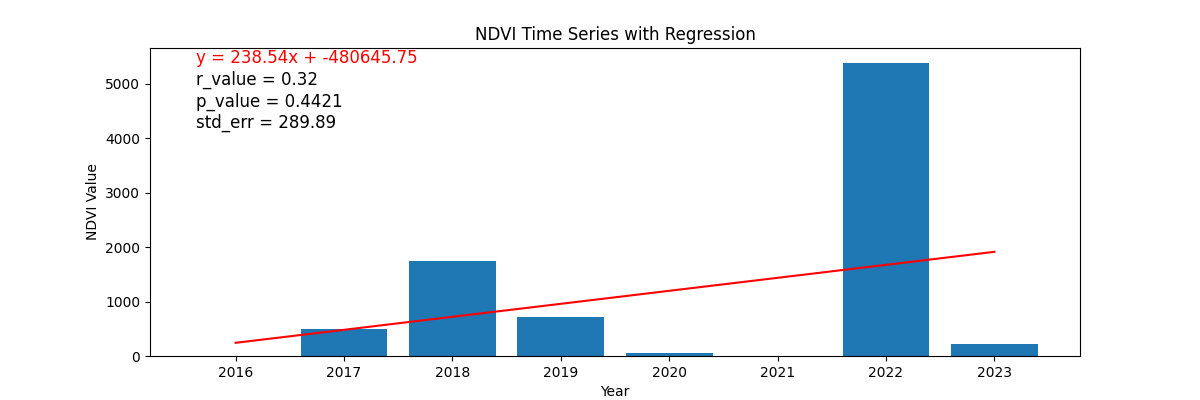 NDVI Time Series with Regression
y = 238.54x + -480645.75
r_value = 0.32
p_value = 0.4421
std_err = 289.89
NDVI Value
5000
4000
3000
2000
1000
0
2016 2017 2018 2019 2020 2021 2022 2023
Year